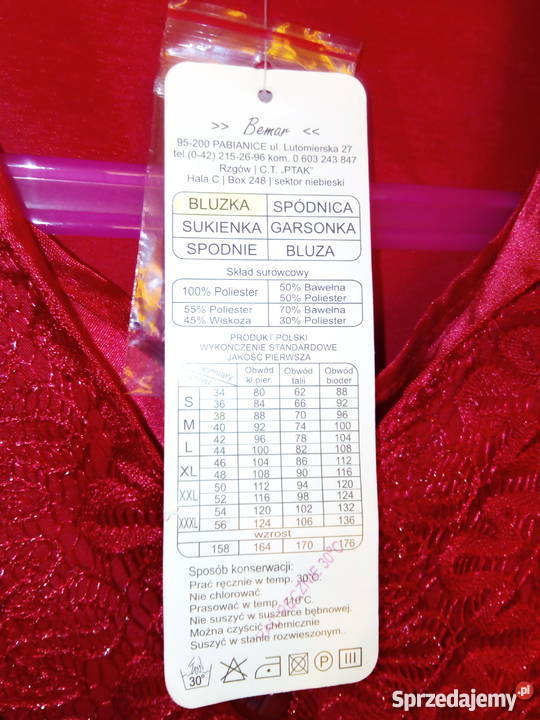 >> Bemar <<
95-200 PABIANICE ul. Lutomierska 27
tel.(0-42) 215-26-96 kom. 0 603 243 847
Rzgów | C.T. „PTAK"
Hala C | Box 248 | sektor niebieski
BLUZKA SPÓDNICA
SUKIENKA GARSONKA
SPODNIE BLUZA
Skład surowcowy
100% Poliester 50% Bawełna
50% Poliester
55% Poliester 70% Bawełna
45% Wiskoza 30% Poliester
PRODUKT POLSKI
WYKOŃCZENIE STANDARDOWE
JAKOŚĆ PIERWSZA
wymiary Obwód Obwód Obwód
kl.pier. talii bioder
S 34 80 62 88
36 84 66 92
M 38 88 70 96
40 92 74 100
L 42 96 78 104
44 100 82 108
XL 46 104 86 112
48 108 90 116
XXL 50 112 94 120
52 116 98 124
XXXL 54 120 102 132
56 124 106 136
wzrost
158 164 170 176
Sposób konserwacji:
Prać ręcznie w temp. 30°C.
Nie chlorować.
Prasować w temp. 110°C.
Nie suszyć w suszarce bębnowej.
Można czyścić chemicznie
Suszyć w stanie rozwieszonym..
30°C
30° P
Sprzedajemy.pl